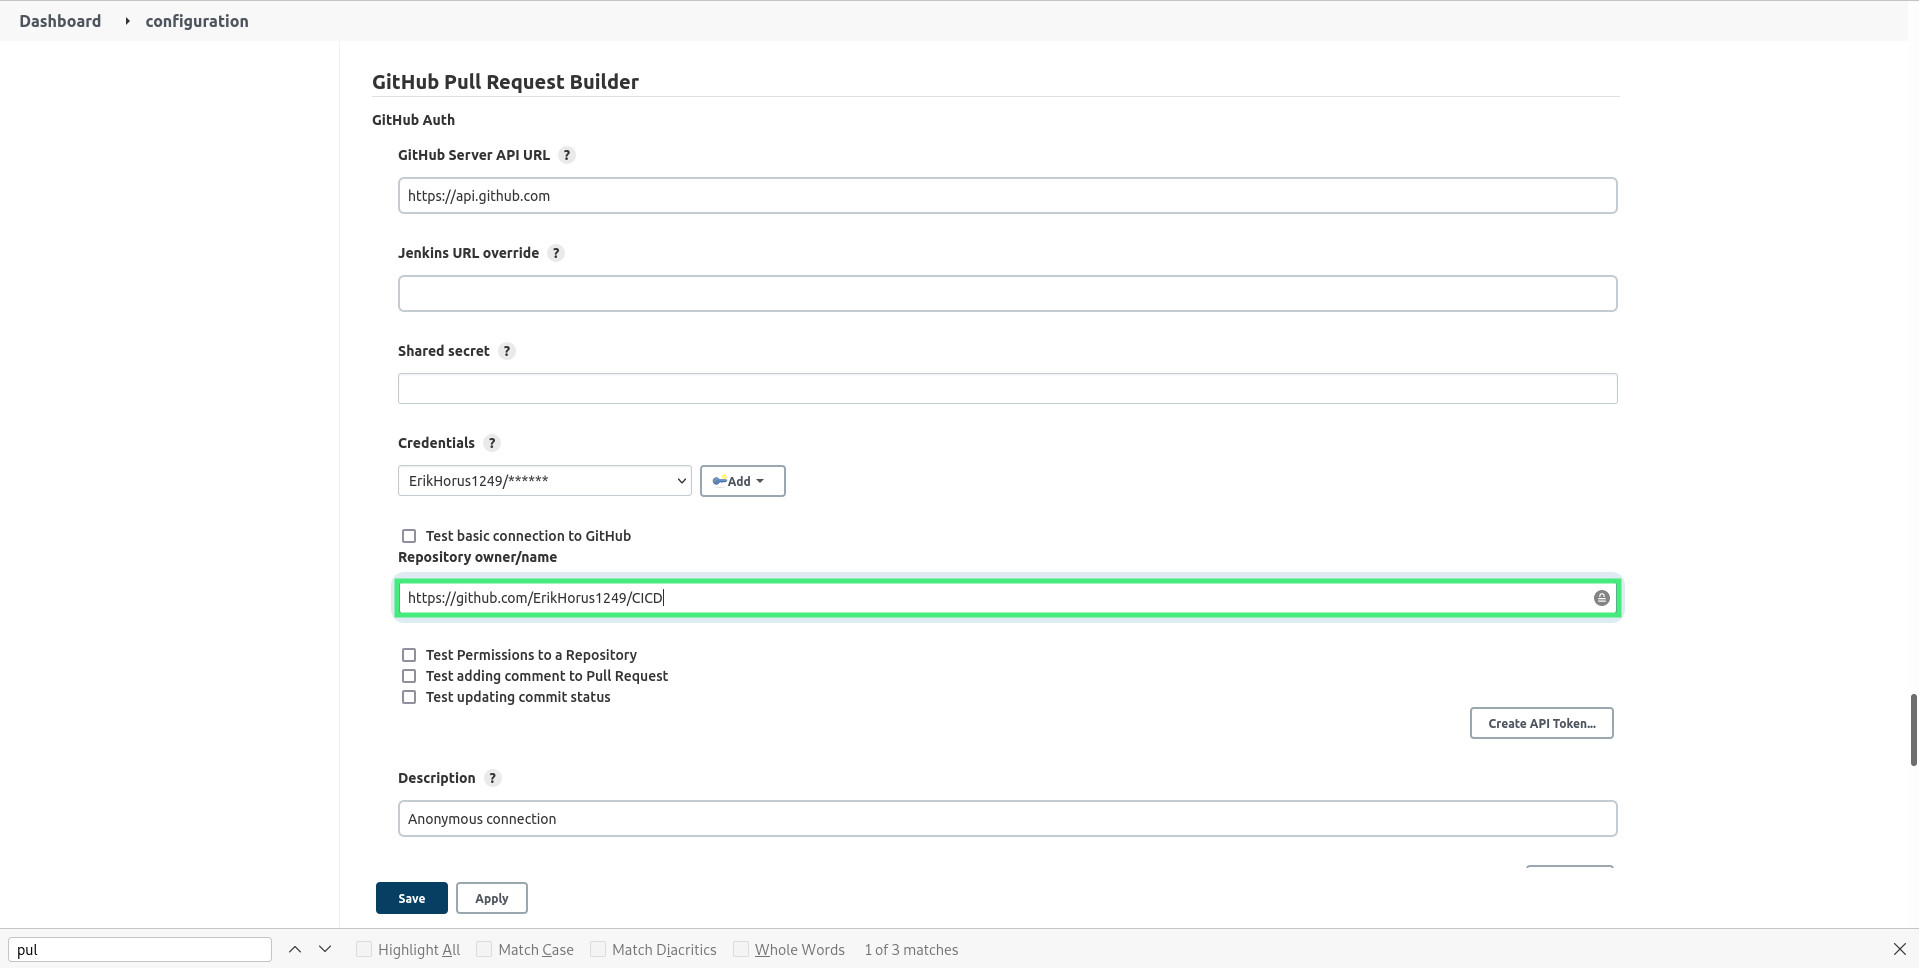 Dashboard configuration
GitHub Pull Request Builder
GitHub Auth
GitHub Server API URL ?
https://api.github.com
Jenkins URL override ?
Shared secret ?
Credentials ?
ErikHorus1249/****** Add
Test basic connection to GitHub
Repository owner/name
https://github.com/ErikHorus1249/CICD
Test Permissions to a Repository
Test adding comment to Pull Request
Test updating commit status
Create API Token...
Description ?
Anonymous connection
Save Apply
pul Highlight All Match Case Match Diacritics Whole Words 1 of 3 matches